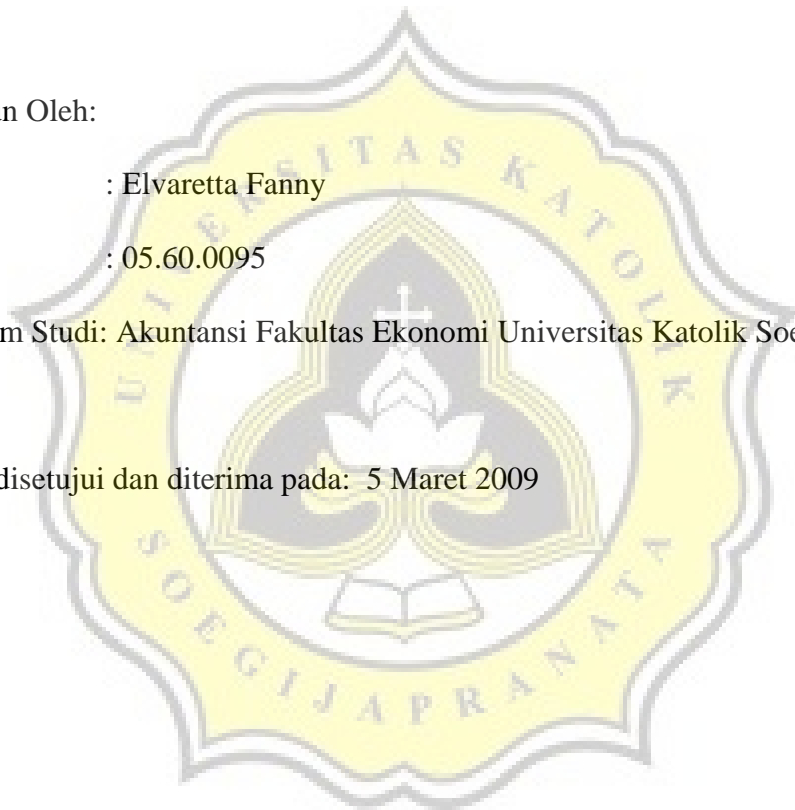 n Oleh:
: Elvaretta Fanny
: 05.60.0095
m Studi: Akuntansi Fakultas Ekonomi Universitas Katolik Soe
disetujui dan diterima pada: 5 Maret 2009
UNIVERSITAS KATOLIK
SOEGIJAPRANATA